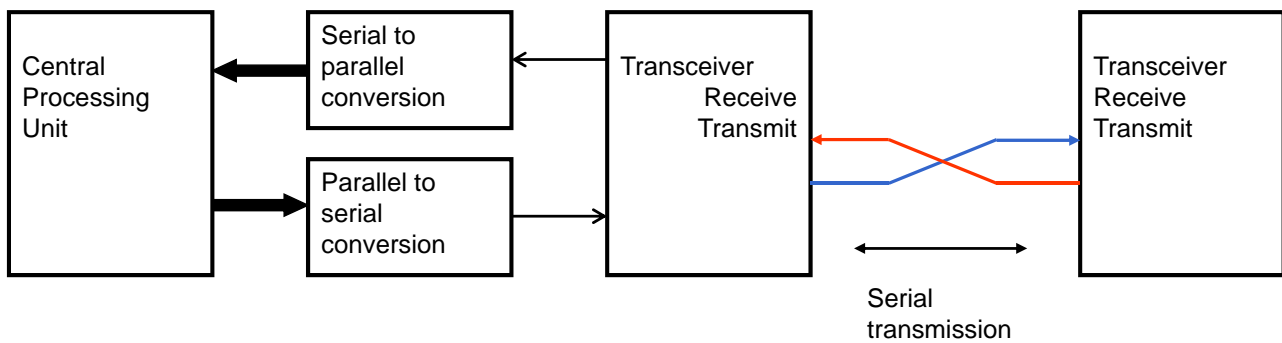 Central
Processing
Unit
Serial to
parallel
conversion
Parallel to
serial
conversion
Transceiver
Receive
Transmit
Transceiver
Receive
Transmit
Serial
transmission